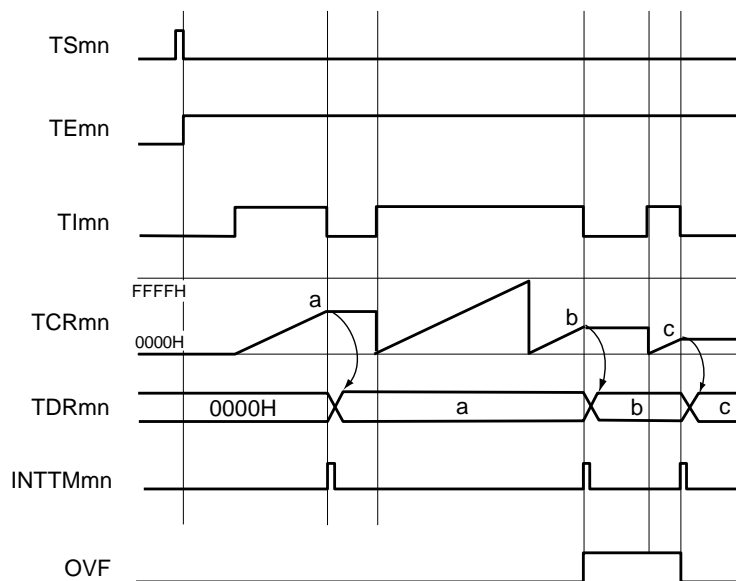 TSmn
TEmn
TImn
FFFFH
TCRmn
0000H
a
b
c
TDRmn
0000H
a
b
c
INTTMmn
OVF